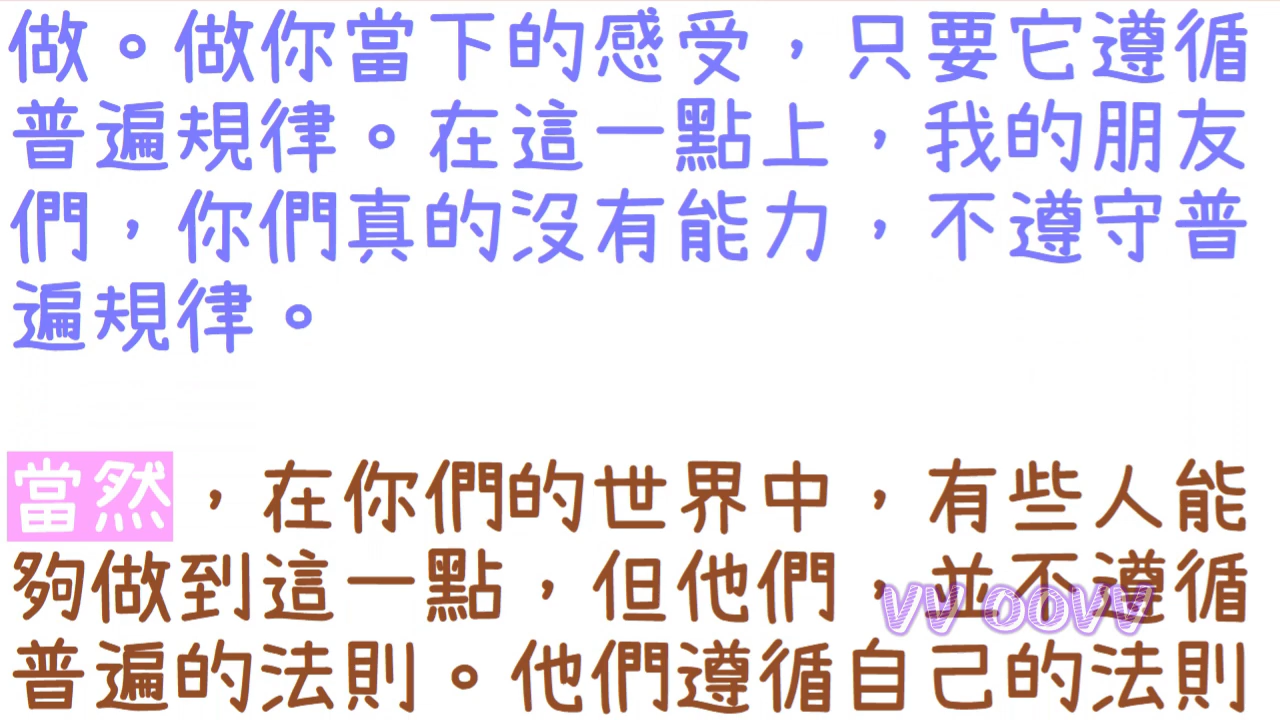 做。做你當下的感受，只要它遵循
普遍規律。在這一點上，我的朋友
們，你們真的沒有能力，不遵守普
遍規律。
當然，在你們的世界中，有些人能
夠做到這一點，但他們，並不遵循
普遍的法則。他們遵循自己的法則
VV OOVV